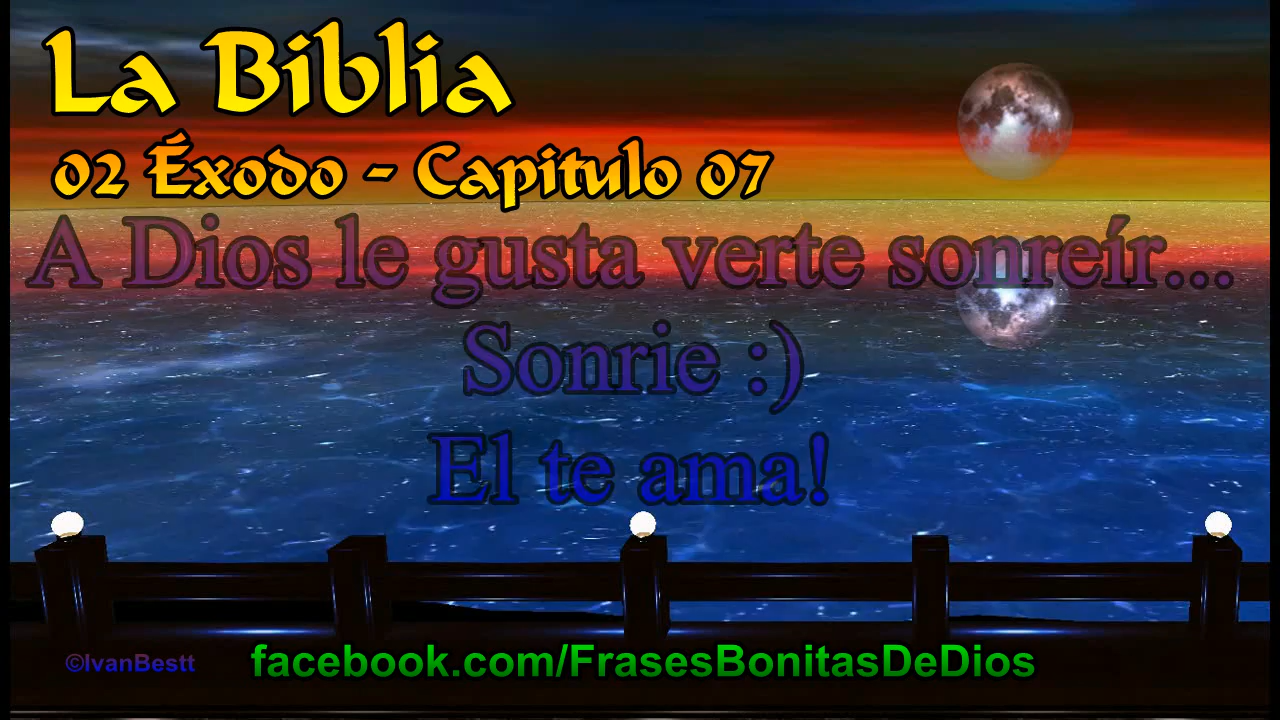 La Biblia
02 Éxodo - Capitulo 07
A Dios le gusta verte sonreír...
Sonrie :)
El te ama!
©IvanBestt
facebook.com/FrasesBonitasDeDios